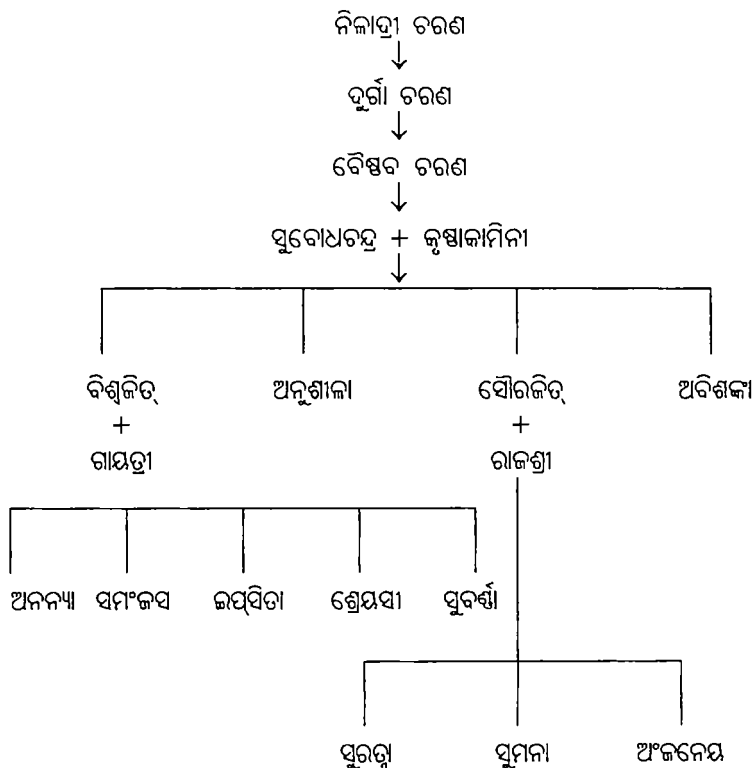 ନିଳାଦ୍ରୀ ଚରଣ
ଦୁର୍ଗା ଚରଣ
ବୈଷ୍ଣବ ଚରଣ
ସୁବୋଧଚନ୍ଦ୍ର + କୃଷ୍ଣକାମିନୀ
ବିଶ୍ୱଜିତ୍ ଅନୁଶୀଳା ସୌରଜିତ୍ ଅବିଶଙ୍କା
+ +
ଗାୟତ୍ରୀ ରାଜଶ୍ରୀ
ଅନନ୍ୟା ସମଂଜସ ଇପ୍‌ସିତା ଶ୍ରେୟସୀ ସୁବର୍ଣ୍ଣା
ସୁରତ୍ନା ସୁମନା ଅଂଜନେୟ